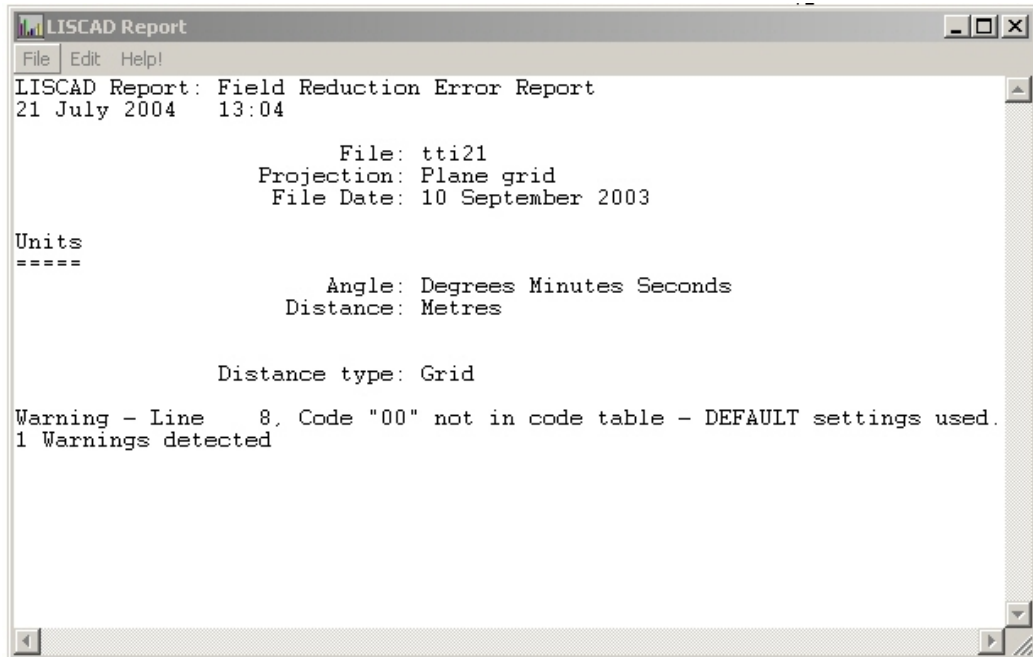 LISCAD Report
File Edit Help!
LISCAD Report: Field Reduction Error Report
21 July 2004 13:04
File: tti21
Projection: Plane grid
File Date: 10 September 2003
Units
=====
Angle: Degrees Minutes Seconds
Distance: Metres
Distance type: Grid
Warning – Line 8, Code "00" not in code table – DEFAULT settings used.
1 Warnings detected